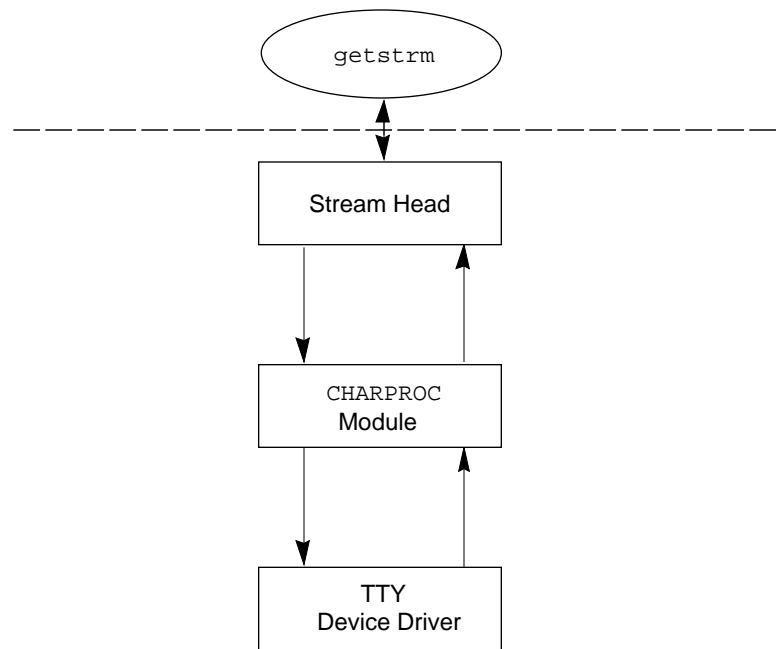 getstrm
Stream Head
CHARPROC
Module
TTY
Device Driver